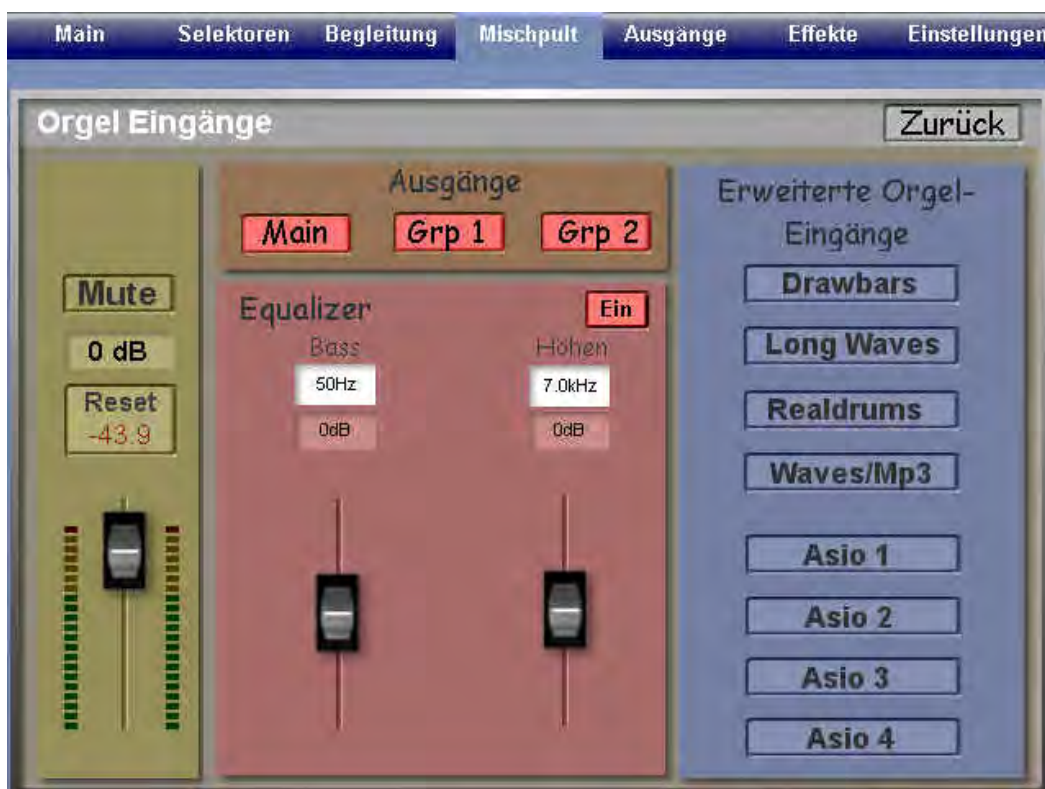 Main Selektoren Begleitung Mischpult Ausgänge Effekte Einstellungen
Orgel Eingänge
Zurück
Mute
0 dB
Reset
-43.9
Ausgänge
Main Grp 1 Grp 2
Equalizer
Ein
Bass Höhen
50Hz 7.0kHz
0dB 0dB
Erweiterte Orgel-
Eingänge
Drawbars
Long Waves
Realdrums
Waves/Mp3
Asio 1
Asio 2
Asio 3
Asio 4